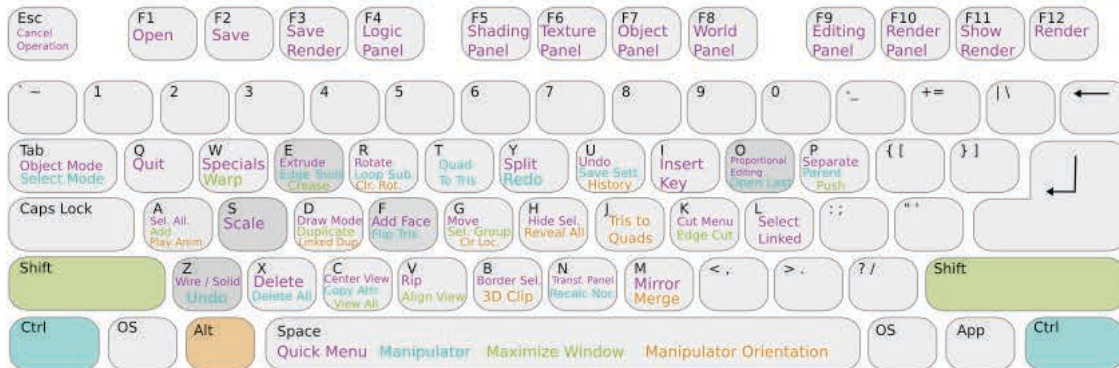 Esc
Cancel
Operation
F1
Open
F2
Save
F3
Save
Render
F4
Logic
Panel
F5
Shading
Panel
F6
Texture
Panel
F7
Object
Panel
F8
World
Panel
F9
Editing
Panel
F10
Render
Panel
F11
Show
Render
F12
Render
` ~
1
2
3
4
5
6
7
8
9
0
-_
+=
| \
Tab
Object Mode
Select Mode
Q
Quit
W
Specials
Warp
E
Extrude
Edge Tools
Crease
R
Rotate
Loop Sub
Clr. Rot.
T
Quad
To Tris
Y
Split
Redo
U
Undo
Save Sett
History
I
Insert
Key
O
Proportional
Editing
Open Last
P
Separate
Parent
Push
{ [
} ]
Caps Lock
A
Sel. All.
Add
Play Anim.
S
Scale
D
Draw Mode
Duplicate
Linked Dup.
F
Add Face
Flip Tris
G
Move
Sel. Group
Clr Loc.
H
Hide Sel.
Reveal All
J
Tris to
Quads
K
Cut Menu
Edge Cut
L
Select
Linked
: ;
" '
Shift
Z
Wire / Solid
Undo
X
Delete
Delete All
C
Center View
Copy Attr
View All
V
Rip
Align View
B
Border Sel.
3D Clip
N
Transf. Panel
Recalc Nor.
M
Mirror
Merge
< ,
> .
? /
Shift
Ctrl
OS
Alt
Space
Quick Menu Manipulator Maximize Window Manipulator Orientation
OS
App
Ctrl